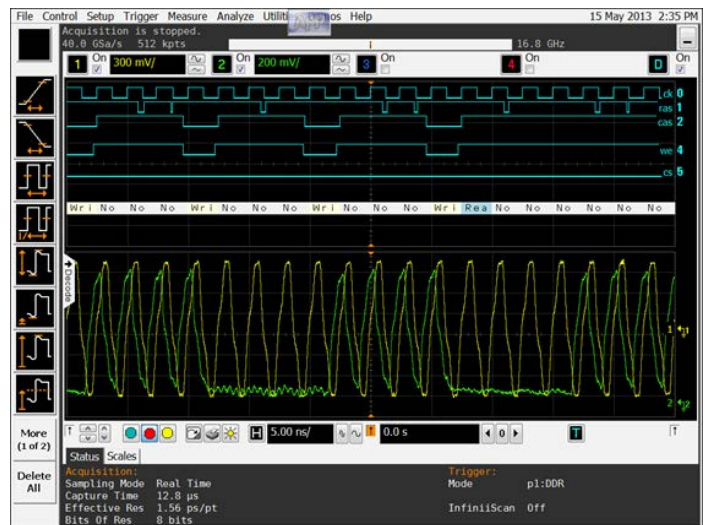 File Control Setup Trigger Measure Analyze Utilities Demos Help 15 May 2013 2:35 PM
Acquisition is stopped.
40.0 GSa/s 512 kpts 16.8 GHz
1 On 300 mV/ 2 On 200 mV/ 3 On 4 On D On
ck 0
ras 1
cas 2
we 4
cs 5
Wri No No No Wri No No No Wri No No No Wri Rea No No No No No No
Decode
1
2
More
(1 of 2)
Delete
All
H 5.00 ns/ 0.0 s 0 T
Status Scales
Acquisition: Trigger:
Sampling Mode Real Time Mode p1:DDR
Capture Time 12.8 µs
Effective Res 1.56 ps/pt InfiniiScan Off
Bits Of Res 8 bits